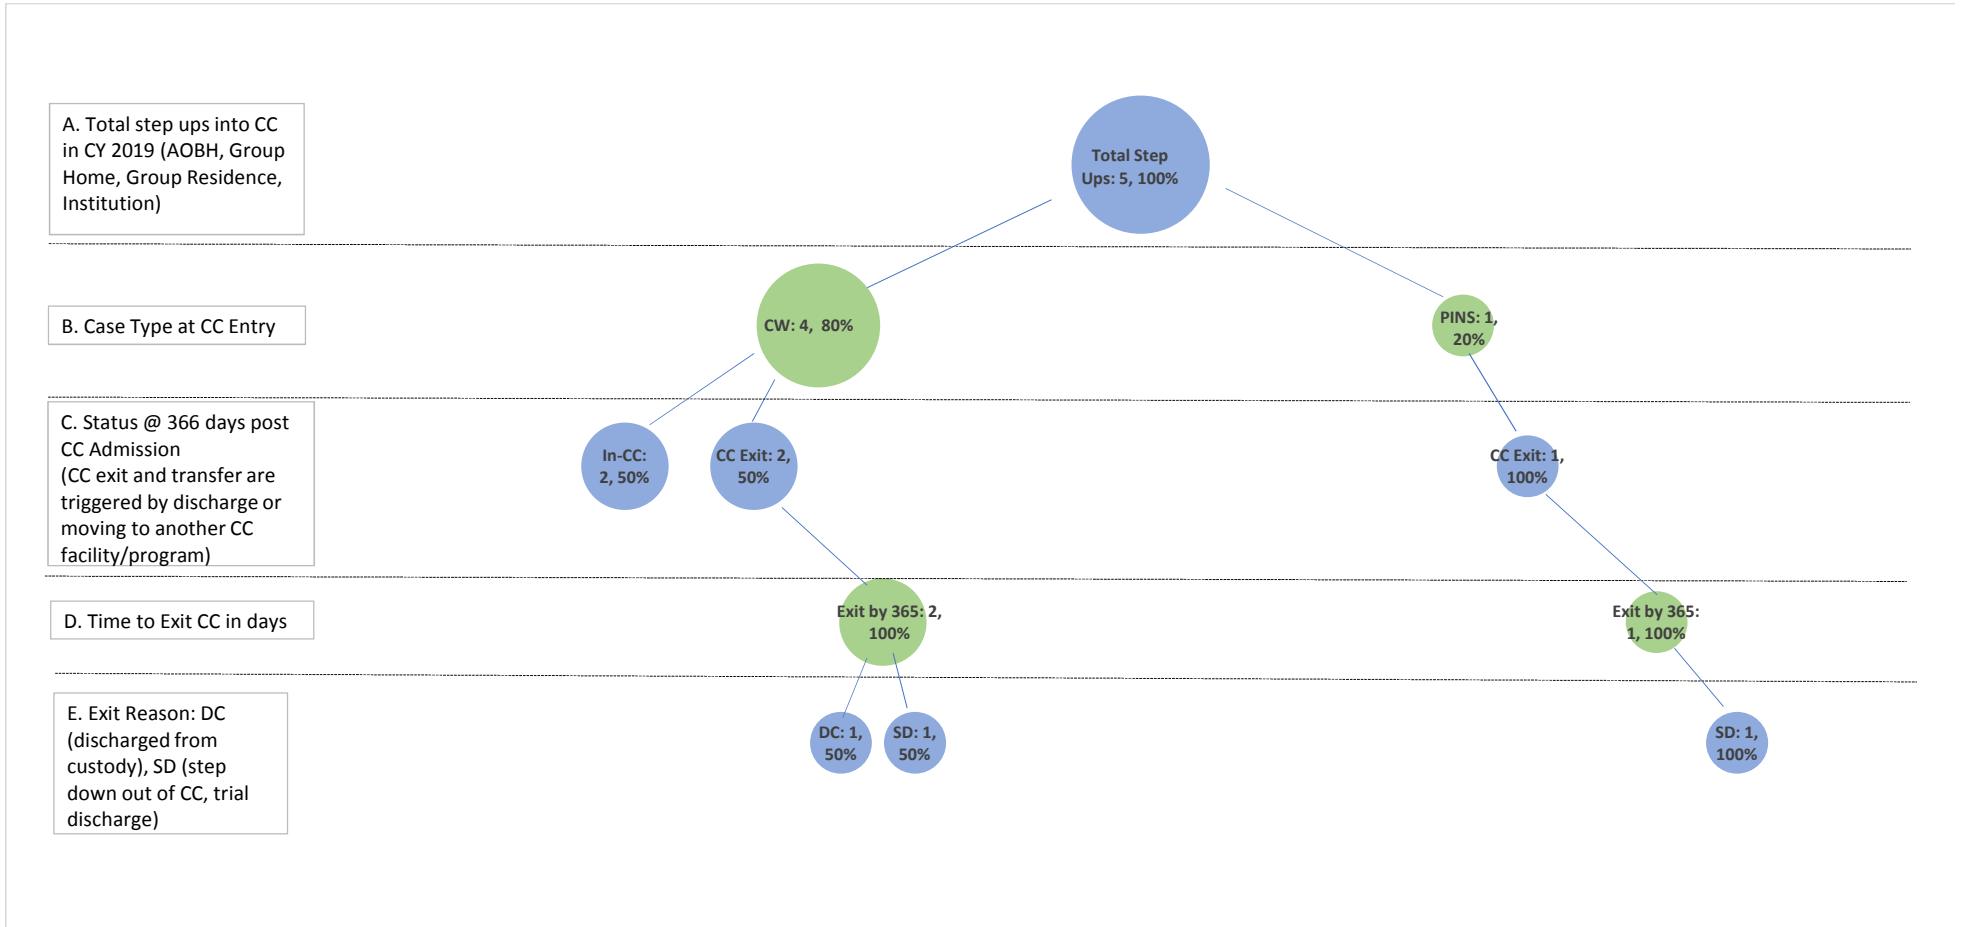 A. Total step ups into CC
in CY 2019 (AOBH, Group
Home, Group Residence,
Institution)
Total Step
Ups: 5, 100%
B. Case Type at CC Entry
CW: 4,  80%
PINS: 1,
20%
C. Status @ 366 days post
CC Admission
(CC exit and transfer are
triggered by discharge or
moving to another CC
facility/program)
In-CC:
2, 50%
CC Exit: 2,
50%
CC Exit: 1,
100%
D. Time to Exit CC in days
Exit by 365: 2,
100%
Exit by 365:
1, 100%
E. Exit Reason: DC
(discharged from
custody), SD (step
down out of CC, trial
discharge)
DC: 1,
50%
SD: 1,
50%
SD: 1,
100%